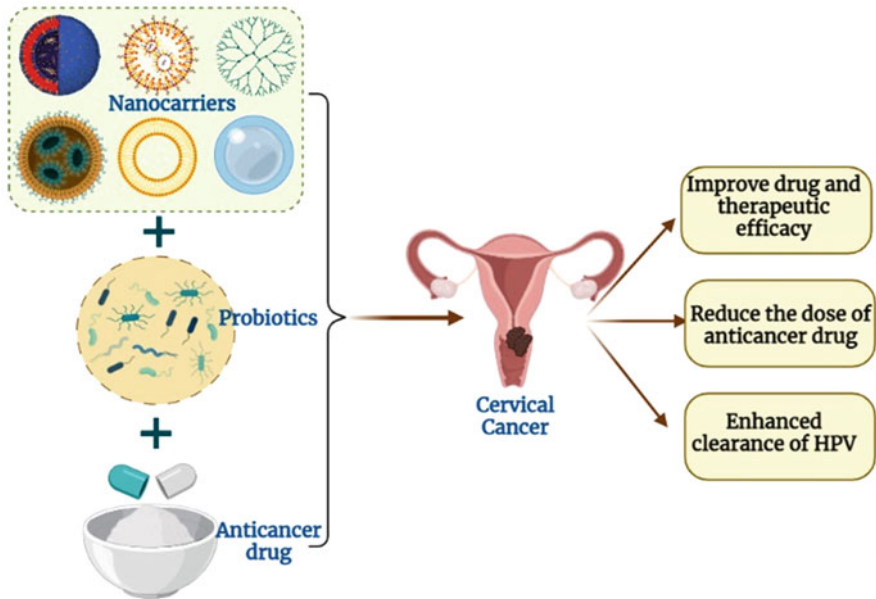 Nanocarriers
+
Probiotics
+
Anticancer
drug
Cervical
Cancer
Improve drug and
therapeutic
efficacy
Reduce the dose of
anticancer drug
Enhanced
clearance of HPV